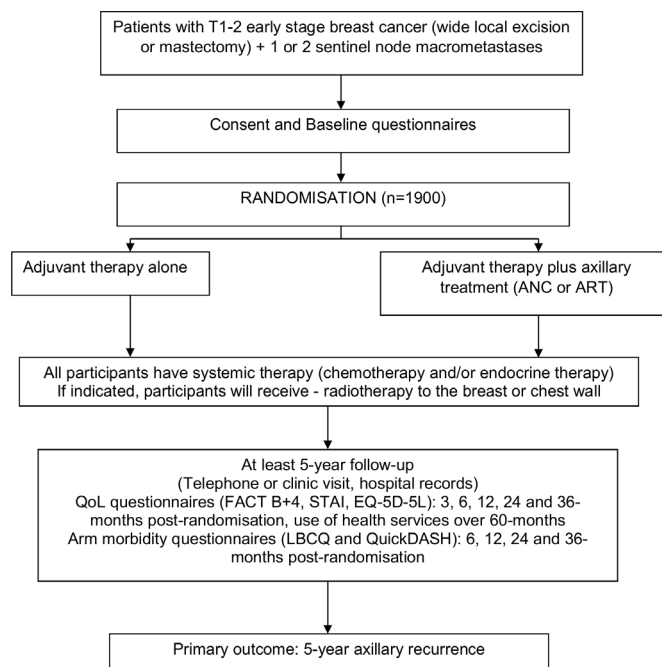 Patients with T1-2 early stage breast cancer (wide local excision
or mastectomy) + 1 or 2 sentinel node macrometastases
Consent and Baseline questionnaires
RANDOMISATION (n=1900)
Adjuvant therapy alone
Adjuvant therapy plus axillary
treatment (ANC or ART)
All participants have systemic therapy (chemotherapy and/or endocrine therapy)
If indicated, participants will receive - radiotherapy to the breast or chest wall
At least 5-year follow-up
(Telephone or clinic visit, hospital records)
QoL questionnaires (FACT B+4, STAI, EQ-5D-5L): 3, 6, 12, 24 and 36-
months post-randomisation, use of health services over 60-months
Arm morbidity questionnaires (LBCQ and QuickDASH): 6, 12, 24 and 36-
months post-randomisation
Primary outcome: 5-year axillary recurrence